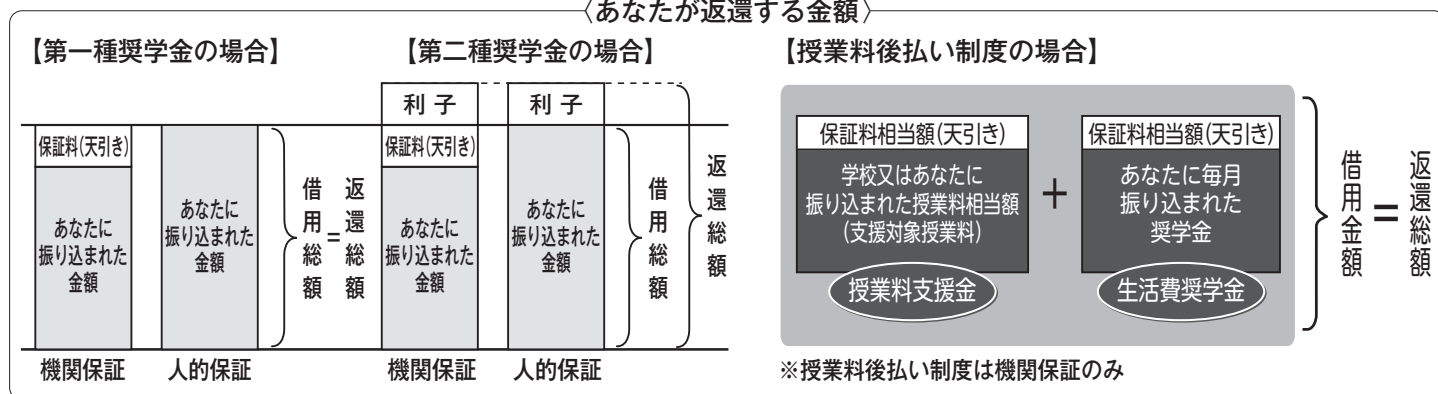 〈あなたが返還する金額〉
【第一種奨学金の場合】
保証料(天引き)
あなたに
振り込まれた
金額
機関保証
あなたに
振り込まれた
金額
人的保証
借用総額
=
返還総額
【第二種奨学金の場合】
利子
保証料(天引き)
あなたに
振り込まれた
金額
機関保証
利子
あなたに
振り込まれた
金額
人的保証
借用総額
返還総額
【授業料後払い制度の場合】
保証料相当額(天引き)
学校又はあなたに
振り込まれた授業料相当額
(支援対象授業料)
授業料支援金
+
保証料相当額(天引き)
あなたに毎月
振り込まれた
奨学金
生活費奨学金
借用金額
=
返還総額
※授業料後払い制度は機関保証のみ